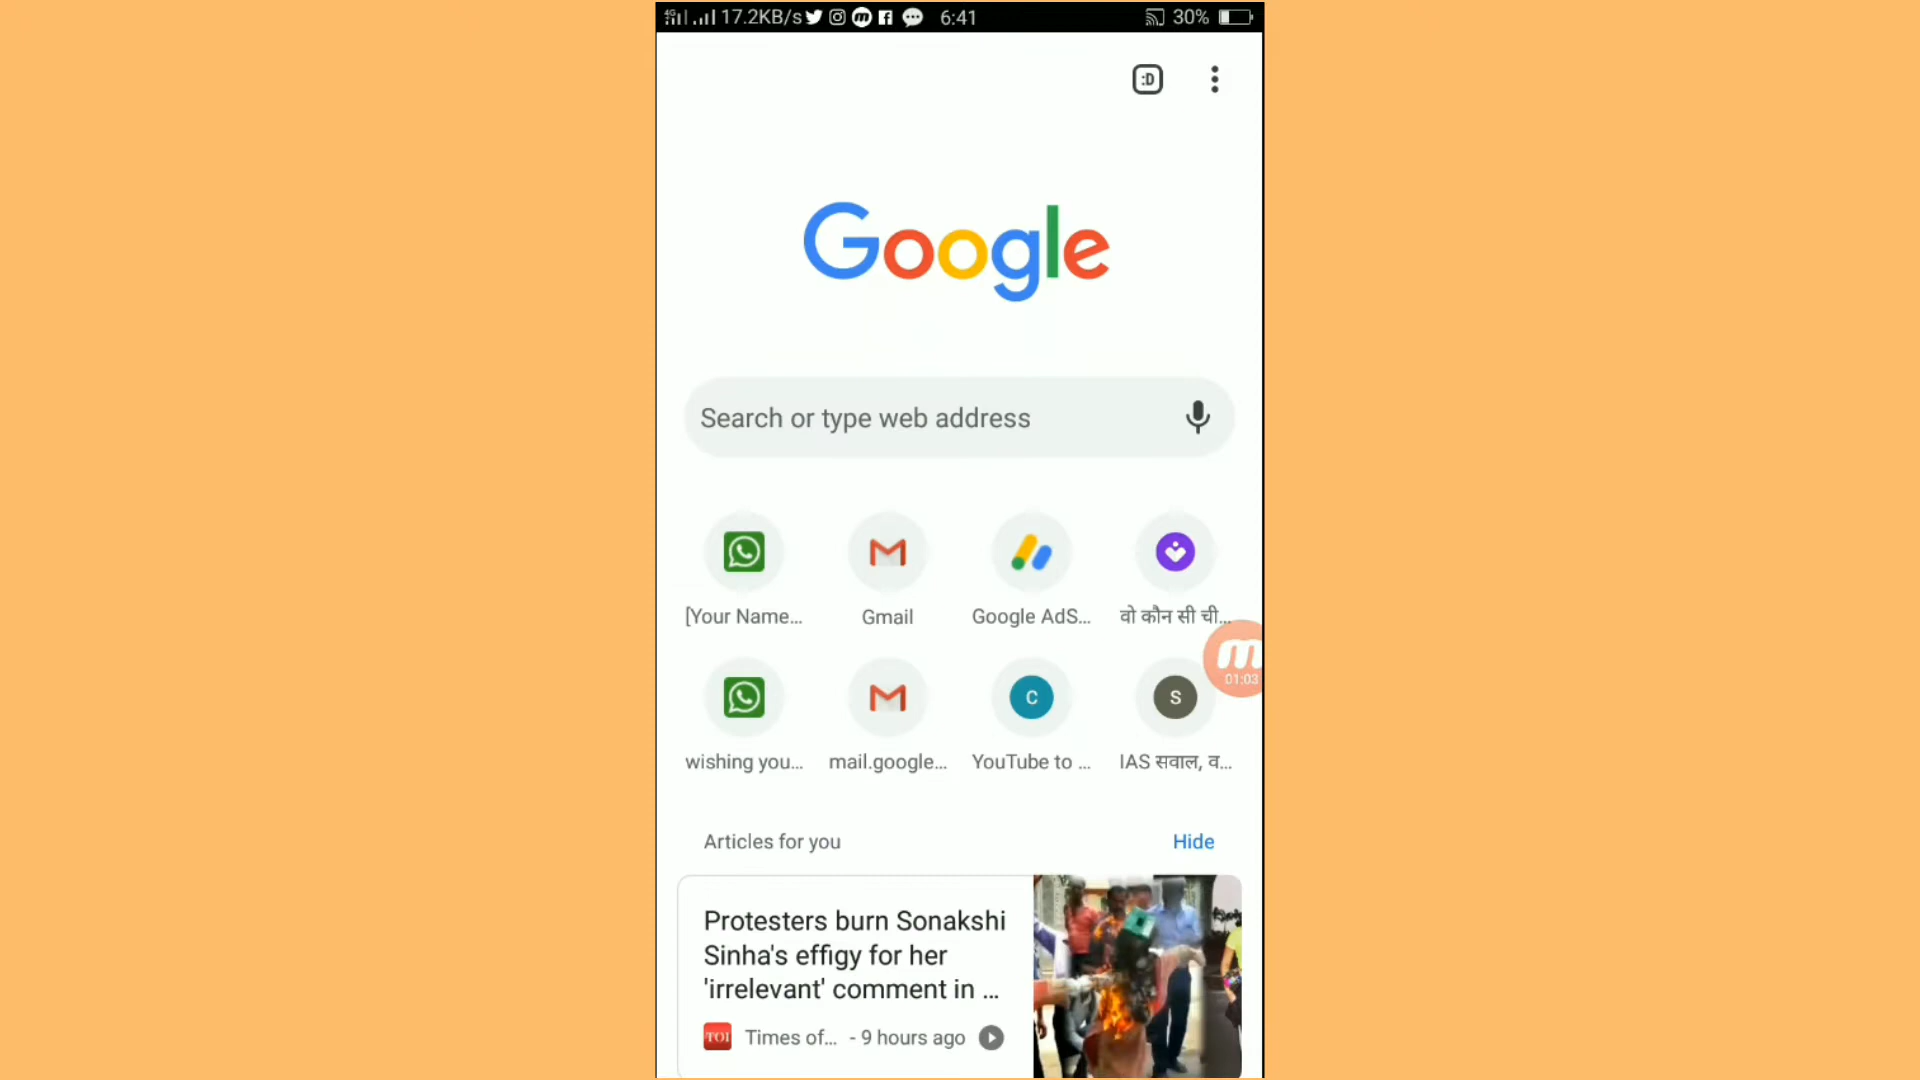 4G 17.2KB/s 6:41 30%
:D
Google
Search or type web address
[Your Name... Gmail Google AdS... वो कौन सी ची...
01:03
C S
wishing you... mail.google... YouTube to ... IAS सवाल, व...
Articles for you Hide
Protesters burn Sonakshi
Sinha's effigy for her
'irrelevant' comment in ...
TOI Times of... - 9 hours ago